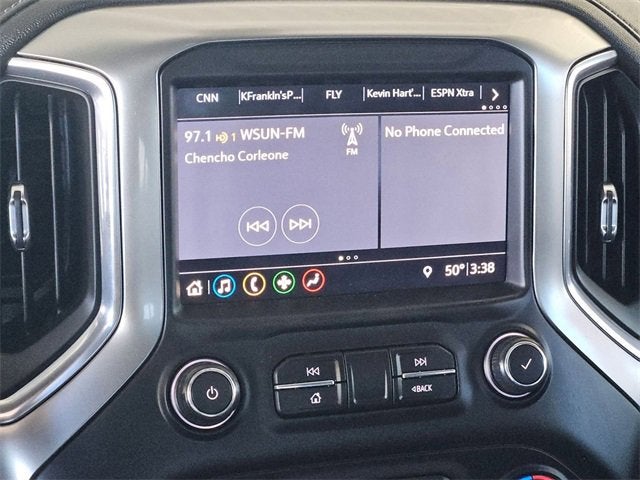 CNN KFranklin'sP... FLY Kevin Hart'... ESPN Xtra
97.1 HD 1 WSUN-FM
Chencho Corleone
FM
No Phone Connected
50° 3:38
BACK